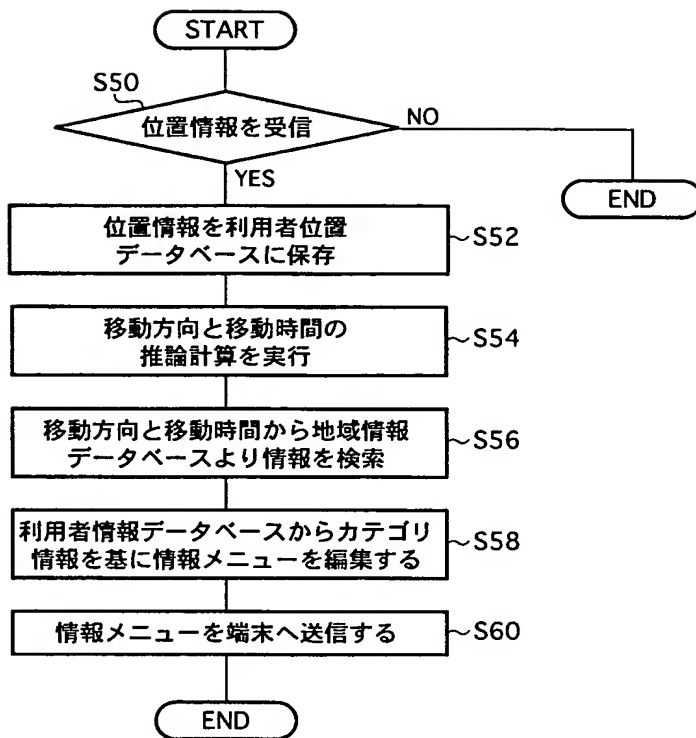 START
S50
位置情報を受信
NO
YES
END
位置情報を利用者位置
データベースに保存
~S52
移動方向と移動時間の
推論計算を実行
~S54
移動方向と移動時間から地域情報
データベースより情報を検索
~S56
利用者情報データベースからカテゴリ
情報を基に情報メニューを編集する
~S58
情報メニューを端末へ送信する
~S60
END